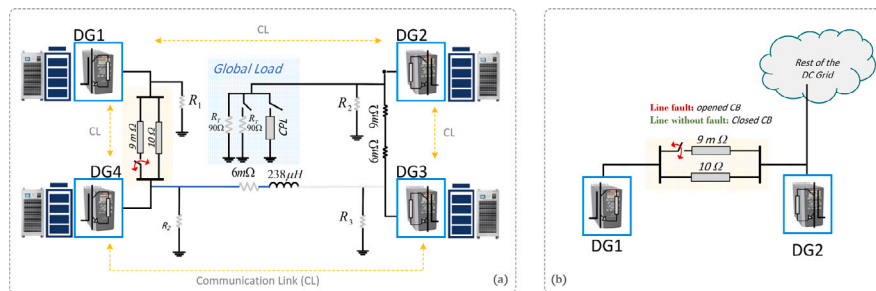 DG1
CL
DG2
Global Load
R1
RT
90Ω
RT
90Ω
CPL
R2
9mΩ
6mΩ
CL
CL
9 mΩ
10 Ω
DG4
6mΩ
238μH
DG3
R2
R3
Communication Link (CL)
(a)
(b)
Rest of the
DC Grid
Line fault: opened CB
Line without fault: Closed CB
9 m Ω
10 Ω
DG1
DG2